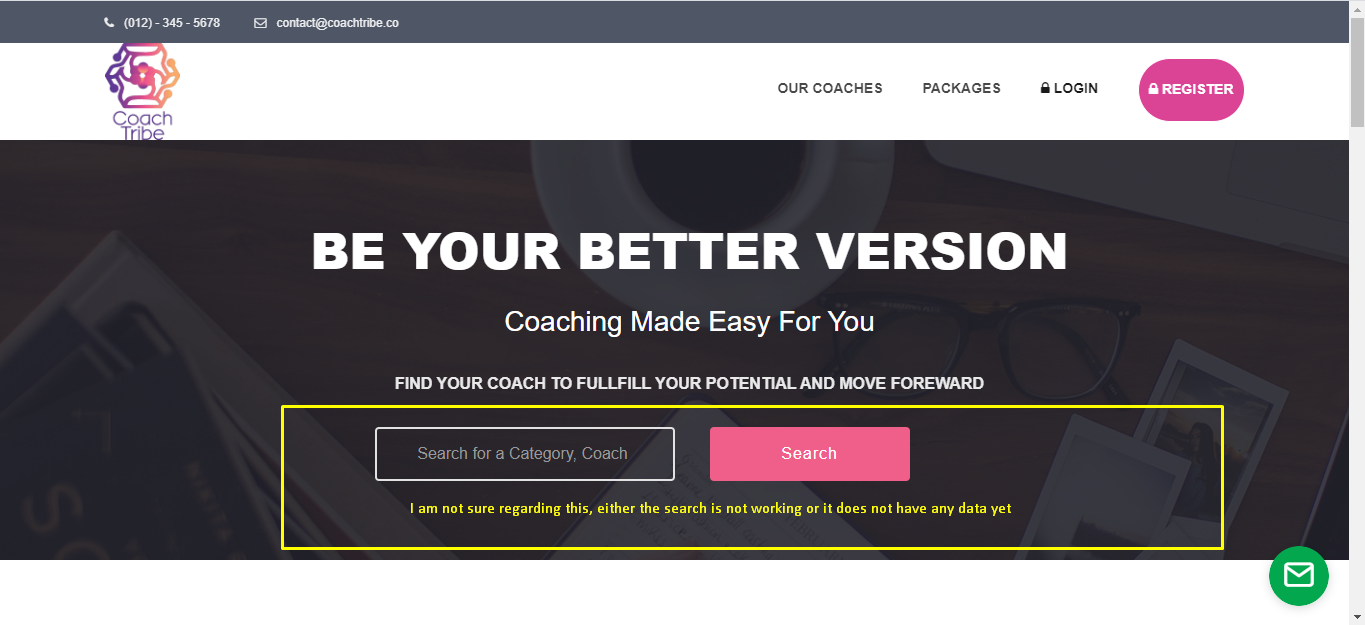 (012) - 345 - 5678 contact@coachtribe.co
Coach
Tribe
OUR COACHES PACKAGES LOGIN REGISTER
BE YOUR BETTER VERSION
Coaching Made Easy For You
FIND YOUR COACH TO FULLFILL YOUR POTENTIAL AND MOVE FOREWARD
Search for a Category, Coach Search
I am not sure regarding this, either the search is not working or it does not have any data yet